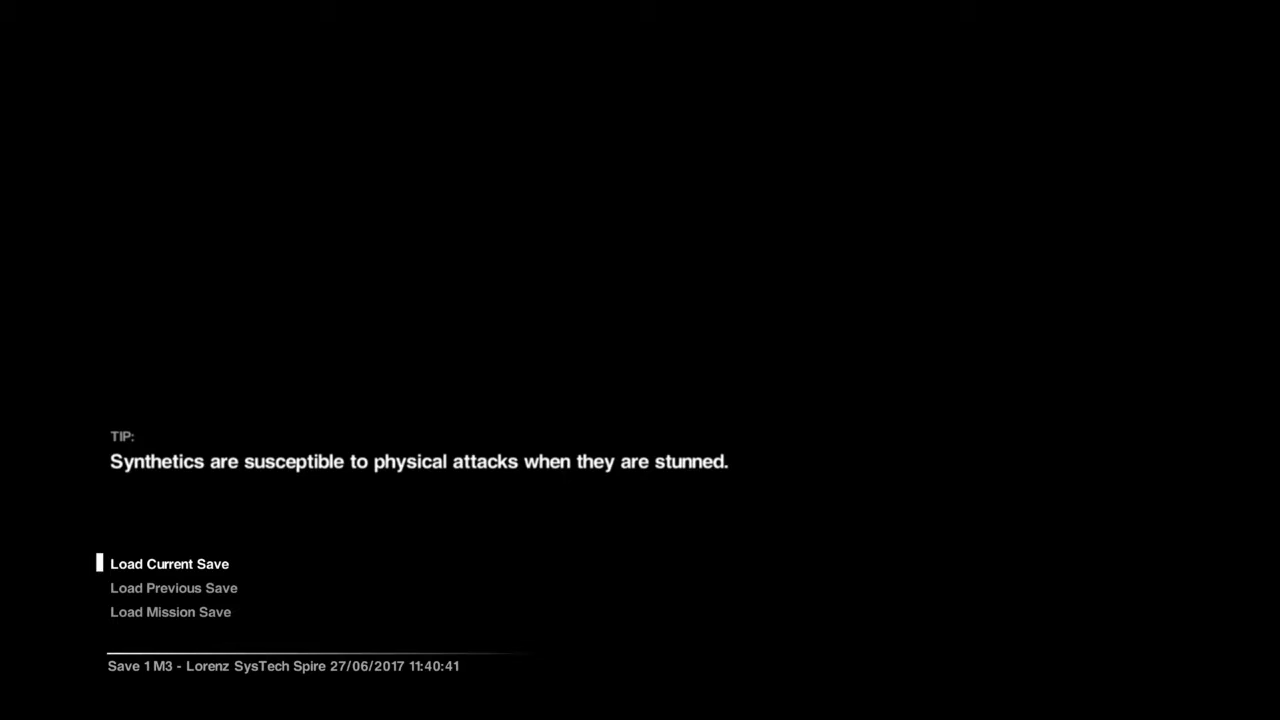 TIP:
Synthetics are susceptible to physical attacks when they are stunned.
Load Current Save
Load Previous Save
Load Mission Save
Save 1 M3 - Lorenz SysTech Spire 27/06/2017 11:40:41